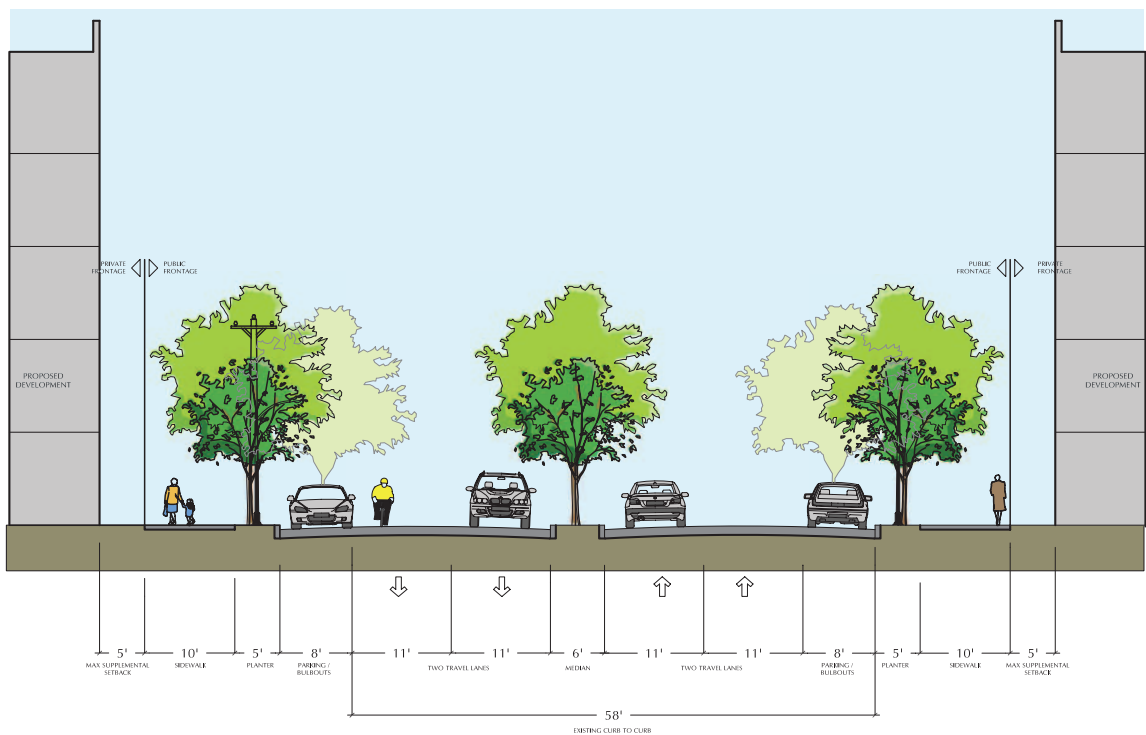 PRIVATE
FRONTAGE
PUBLIC
FRONTAGE
PUBLIC
FRONTAGE
PRIVATE
FRONTAGE
PROPOSED
DEVELOPMENT
PROPOSED
DEVELOPMENT
5' 10' 5' 8' 11' 11' 6' 11' 11' 8' 5' 10' 5'
MAX SUPPLEMENTAL
SETBACK
SIDEWALK
PLANTER
PARKING /
BULBOUTS
TWO TRAVEL LANES
MEDIAN
TWO TRAVEL LANES
PARKING /
BULBOUTS
PLANTER
SIDEWALK
MAX SUPPLEMENTAL
SETBACK
58'
EXISTING CURB TO CURB